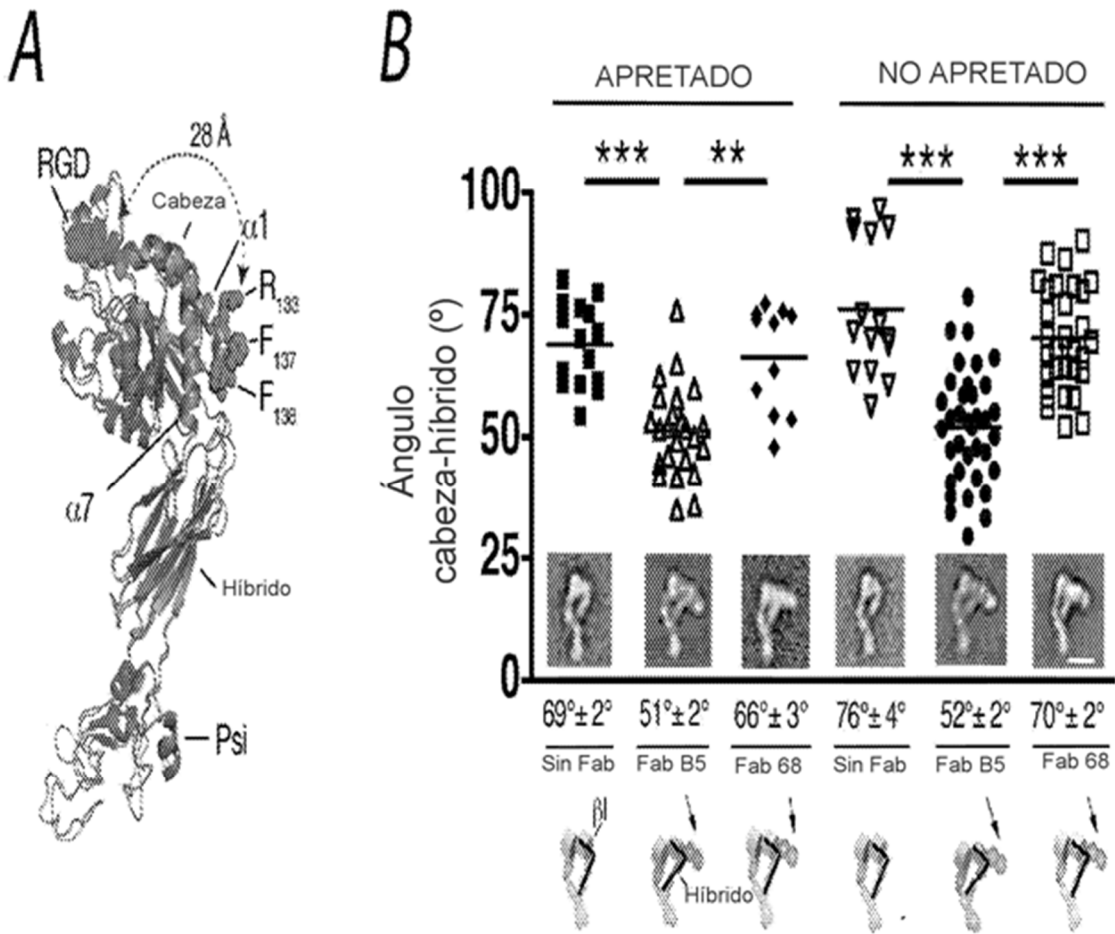 A
28 Å
RGD
Cabeza
α1
R133
F137
F138
α7
Híbrido
Psi
B
APRETADO
NO APRETADO
*** ** *** ***
Ángulo
cabeza-híbrido (º)
100
75
50
25
0
69°± 2° 51°± 2° 66°± 3° 76°± 4° 52°± 2° 70°± 2°
Sin Fab Fab B5 Fab 68 Sin Fab Fab B5 Fab 68
βI
Híbrido